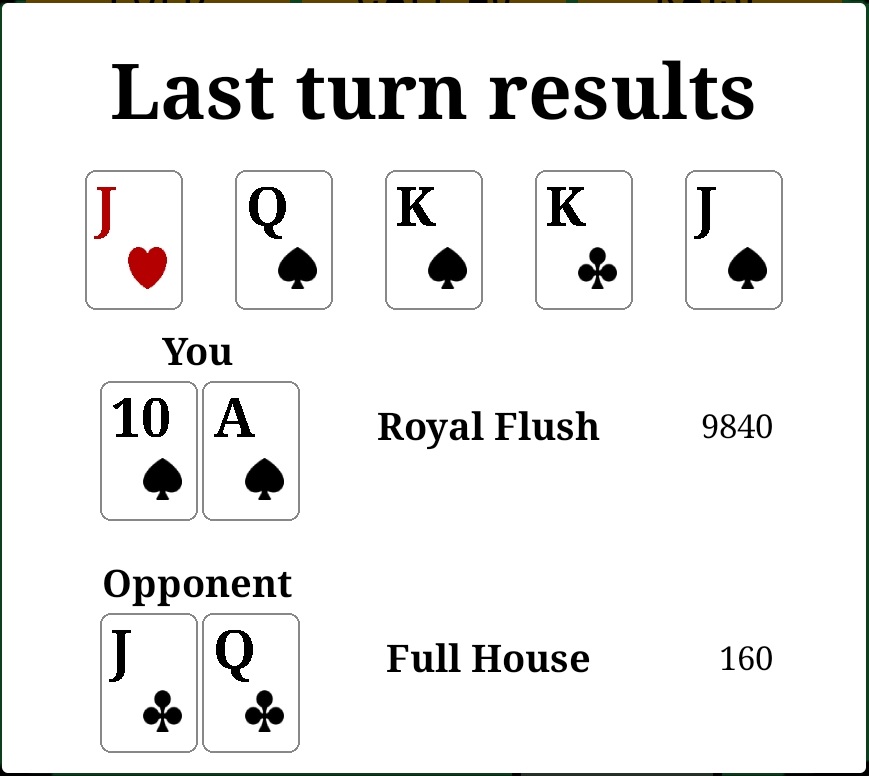 Last turn results
J Q K K J
You
10 A Royal Flush 9840
Opponent
J Q Full House 160